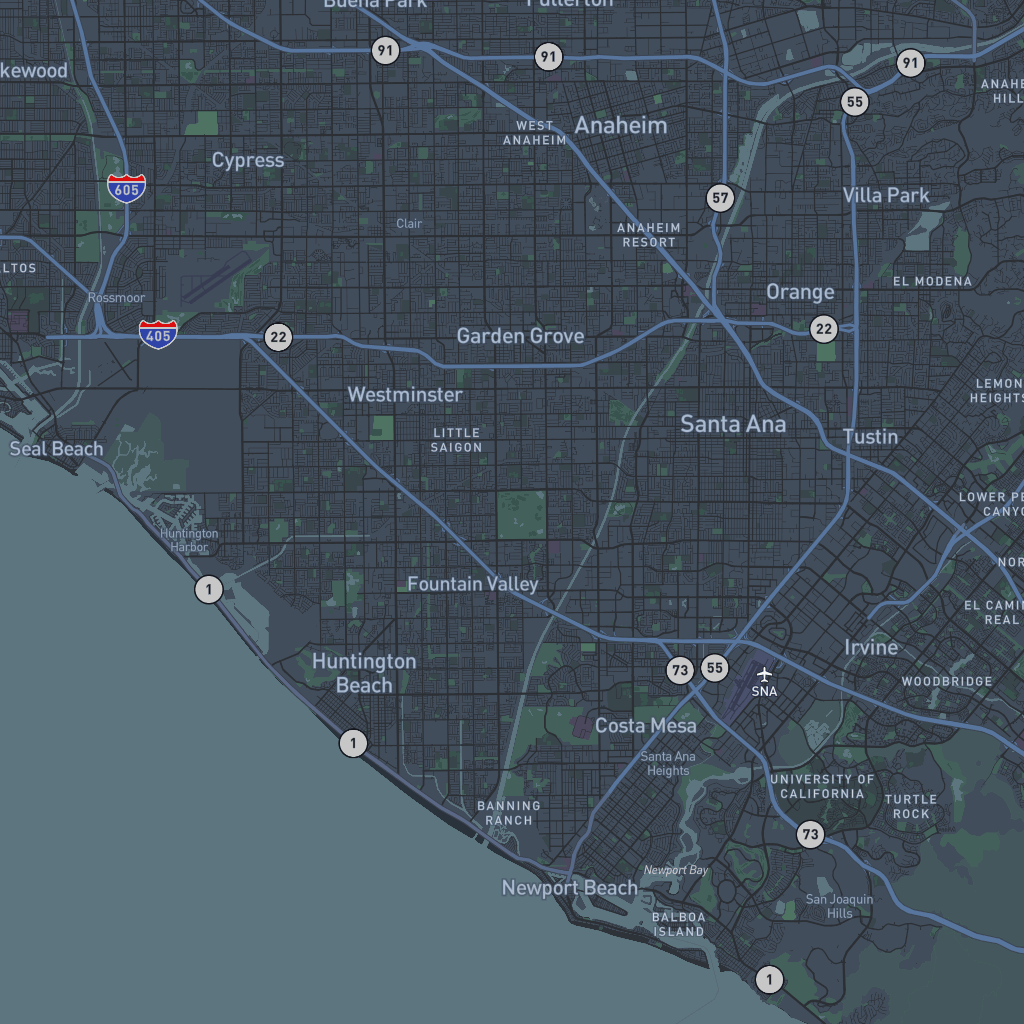 Buena Park
Fullerton
91
91
91
kewood
55
ANAHE
HILL
WEST
ANAHEIM
Anaheim
Cypress
605
57
Villa Park
Clair
ANAHEIM
RESORT
ALTOS
EL MODENA
Rossmoor
Orange
405
22
Garden Grove
22
Westminster
LEMON
HEIGHTS
Seal Beach
LITTLE
SAIGON
Santa Ana
Tustin
LOWER PE
CANYO
Huntington
Harbor
1
Fountain Valley
NOR
EL CAMIN
REAL
Huntington
Beach
73
55
SNA
Irvine
WOODBRIDGE
1
Costa Mesa
Santa Ana
Heights
UNIVERSITY OF
CALIFORNIA
BANNING
RANCH
TURTLE
ROCK
73
Newport Bay
Newport Beach
BALBOA
ISLAND
San Joaquin
Hills
1